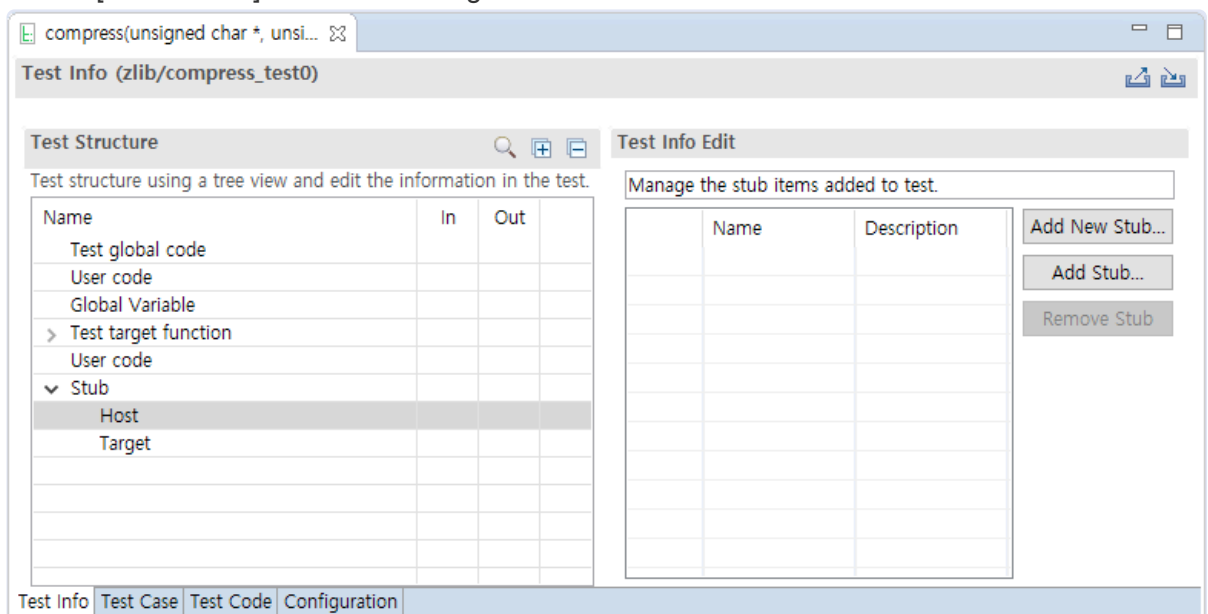 compress(unsigned char *, unsi...
Test Info (zlib/compress_test0)
Test Structure
Test structure using a tree view and edit the information in the test.
Name In Out
Test global code
User code
Global Variable
Test target function
User code
Stub
Host
Target
Test Info Edit
Manage the stub items added to test.
Name Description
Add New Stub...
Add Stub...
Remove Stub
Test Info Test Case Test Code Configuration